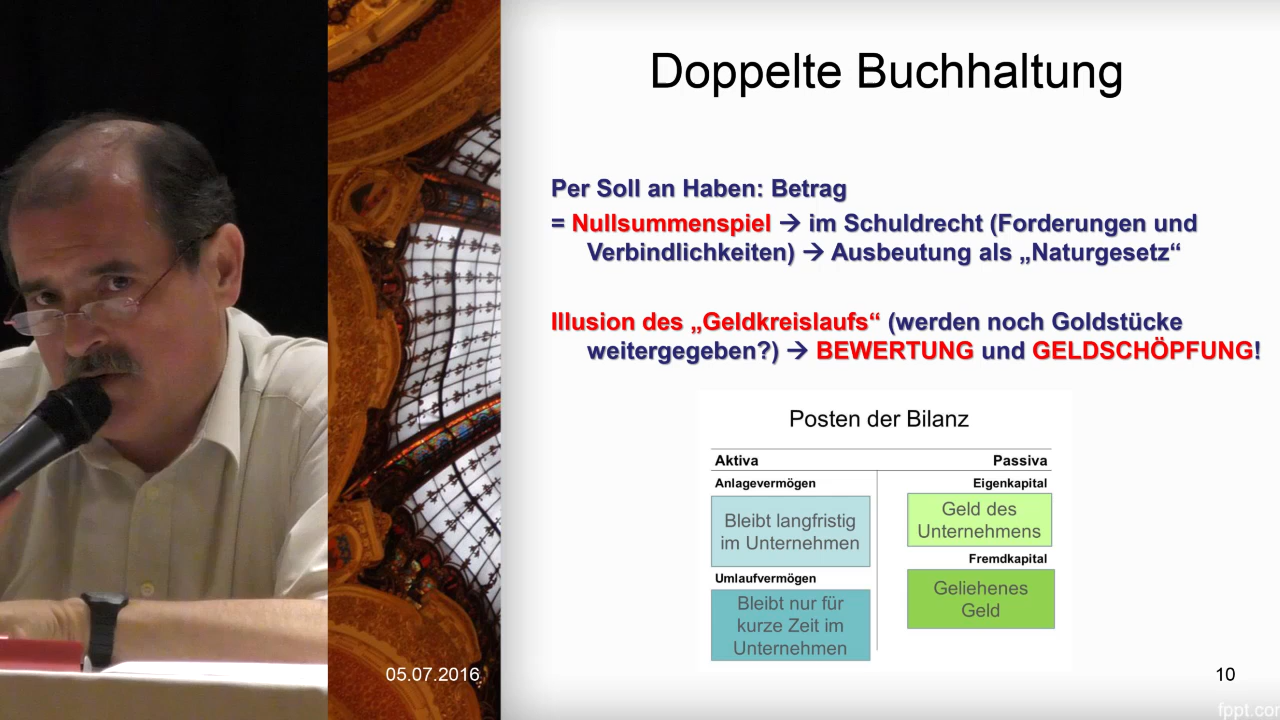 Doppelte Buchhaltung
Per Soll an Haben: Betrag
= Nullsummenspiel → im Schuldrecht (Forderungen und
Verbindlichkeiten) → Ausbeutung als „Naturgesetz“
Illusion des „Geldkreislaufs“ (werden noch Goldstücke
weitergegeben?) → BEWERTUNG und GELDSCHÖPFUNG!
Posten der Bilanz
Aktiva
Passiva
Anlagevermögen
Bleibt langfristig
im Unternehmen
Umlaufvermögen
Bleibt nur für
kurze Zeit im
Unternehmen
Eigenkapital
Geld des
Unternehmens
Fremdkapital
Geliehenes
Geld
05.07.2016
10
fppt.com